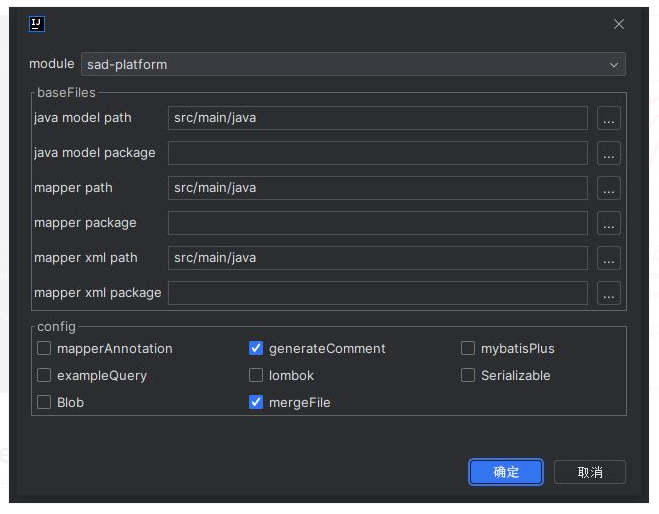 IJ
module sad-platform
baseFiles
java model path src/main/java ...
java model package ...
mapper path src/main/java ...
mapper package ...
mapper xml path src/main/java ...
mapper xml package ...
config
mapperAnnotation generateComment mybatisPlus
exampleQuery lombok Serializable
Blob mergeFile
确定 取消